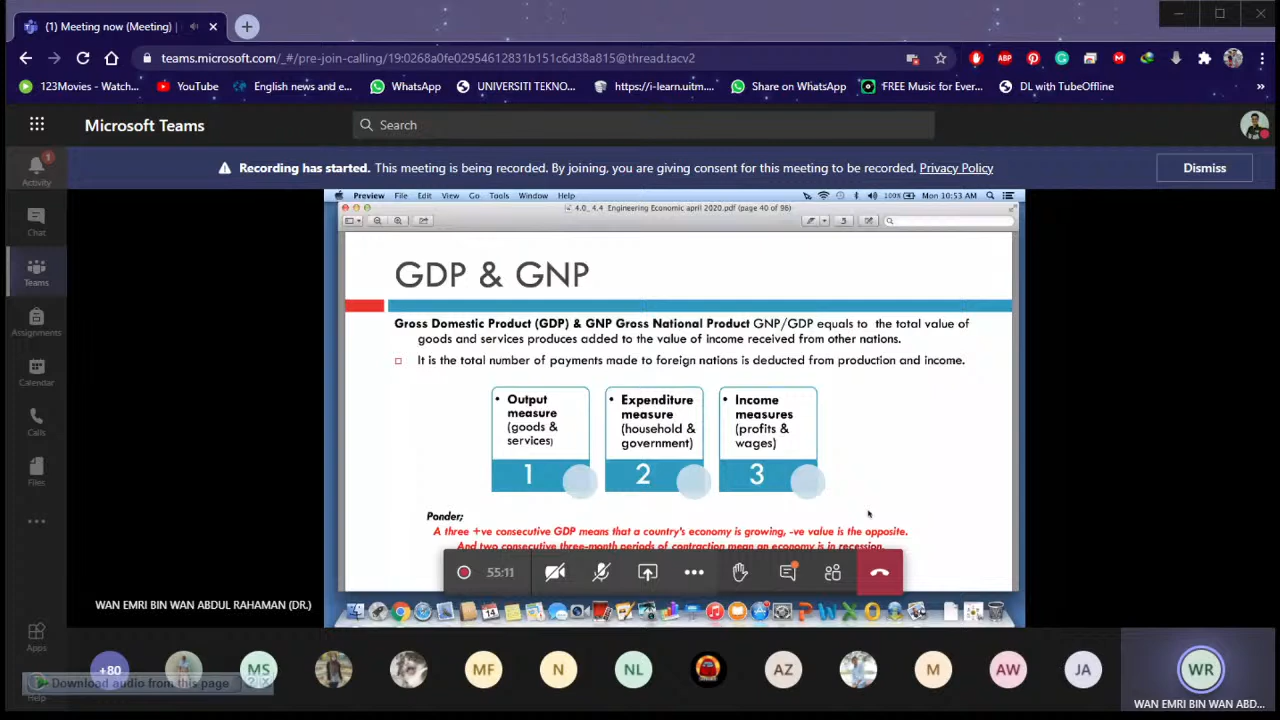 (1) Meeting now (Meeting) |
teams.microsoft.com/_#/pre-join-calling/19:0268a0fe02954612831b151c6d38a815@thread.tacv2
123Movies - Watch...
YouTube
English news and e...
WhatsApp
UNIVERSITI TEKNO...
https://i-learn.uitm....
Share on WhatsApp
FREE Music for Ever...
DL with TubeOffline
Microsoft Teams
Search
Recording has started. This meeting is being recorded. By joining, you are giving consent for this meeting to be recorded. Privacy Policy
Dismiss
Activity
Chat
Teams
Assignments
Calendar
Calls
Files
Apps
Help
Preview File Edit View Go Tools Window Help
100% Mon 10:53 AM
4.0_ 4.4 Engineering Economic april 2020.pdf (page 40 of 96)
GDP & GNP
Gross Domestic Product (GDP) & GNP Gross National Product GNP/GDP equals to the total value of
goods and services produces added to the value of income received from other nations.
It is the total number of payments made to foreign nations is deducted from production and income.
• Output
measure
(goods &
services)
1
• Expenditure
measure
(household &
government)
2
• Income
measures
(profits &
wages)
3
Ponder;
A three +ve consecutive GDP means that a country's economy is growing, -ve value is the opposite.
And two consecutive three-month periods of contraction mean an economy is in recession.
55:11
WAN EMRI BIN WAN ABDUL RAHAMAN (DR.)
+80
MS
MF
N
NL
AZ
M
AW
JA
WR
Download audio from this page
WAN EMRI BIN WAN ABD...